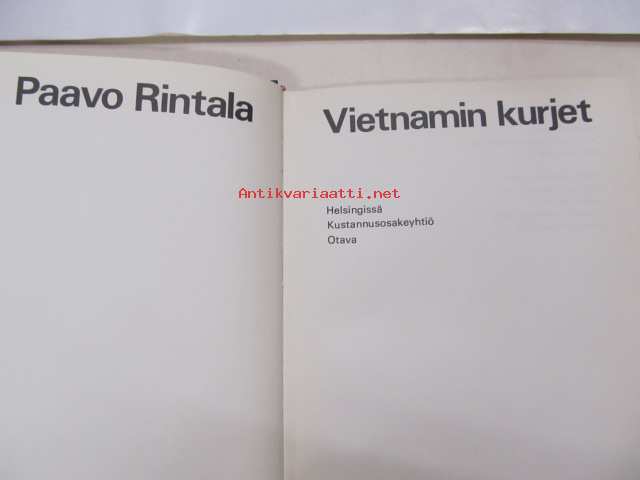 Paavo Rintala
Vietnamin kurjet
Antikvariaatti.net
Helsingissä
Kustannusosakeyhtiö
Otava